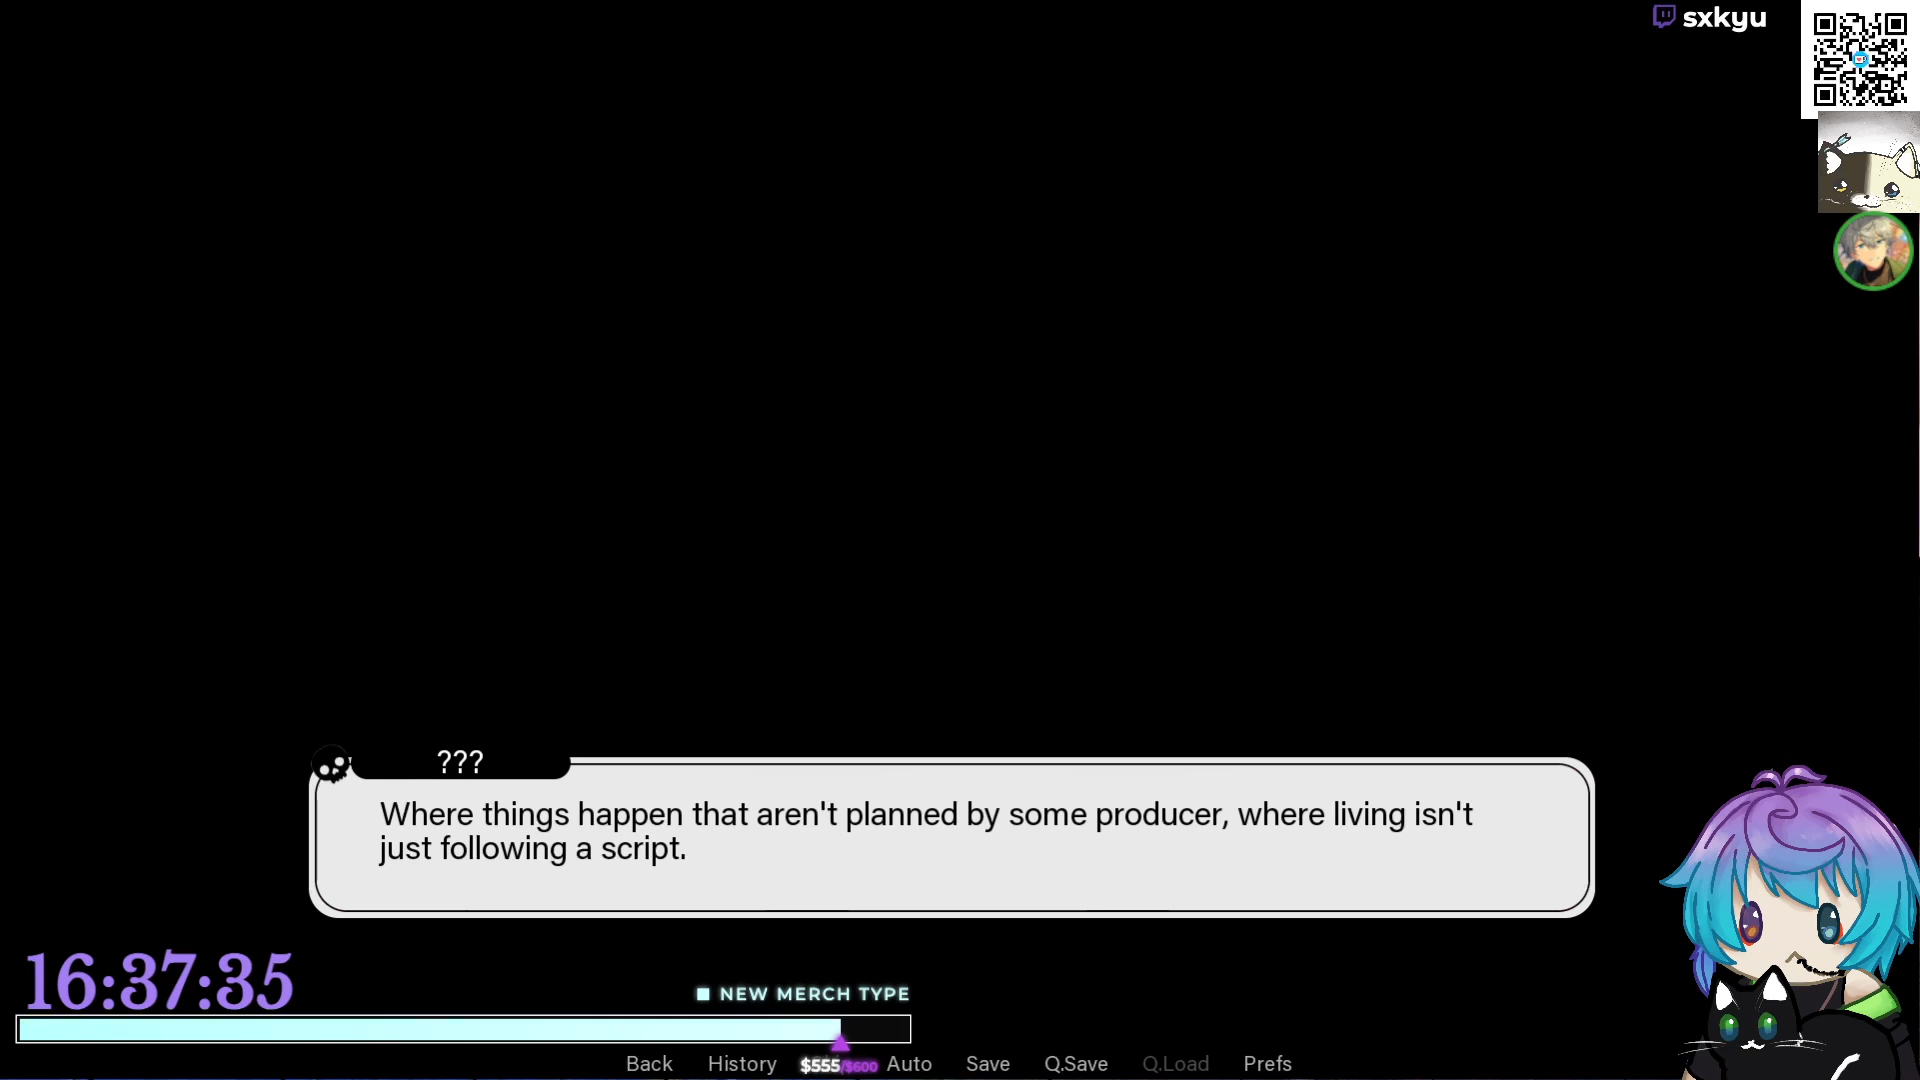 sxkyu
???
Where things happen that aren't planned by some producer, where living isn't
just following a script.
16:37:35
NEW MERCH TYPE
Back History $555/$600 Auto Save Q.Save Q.Load Prefs